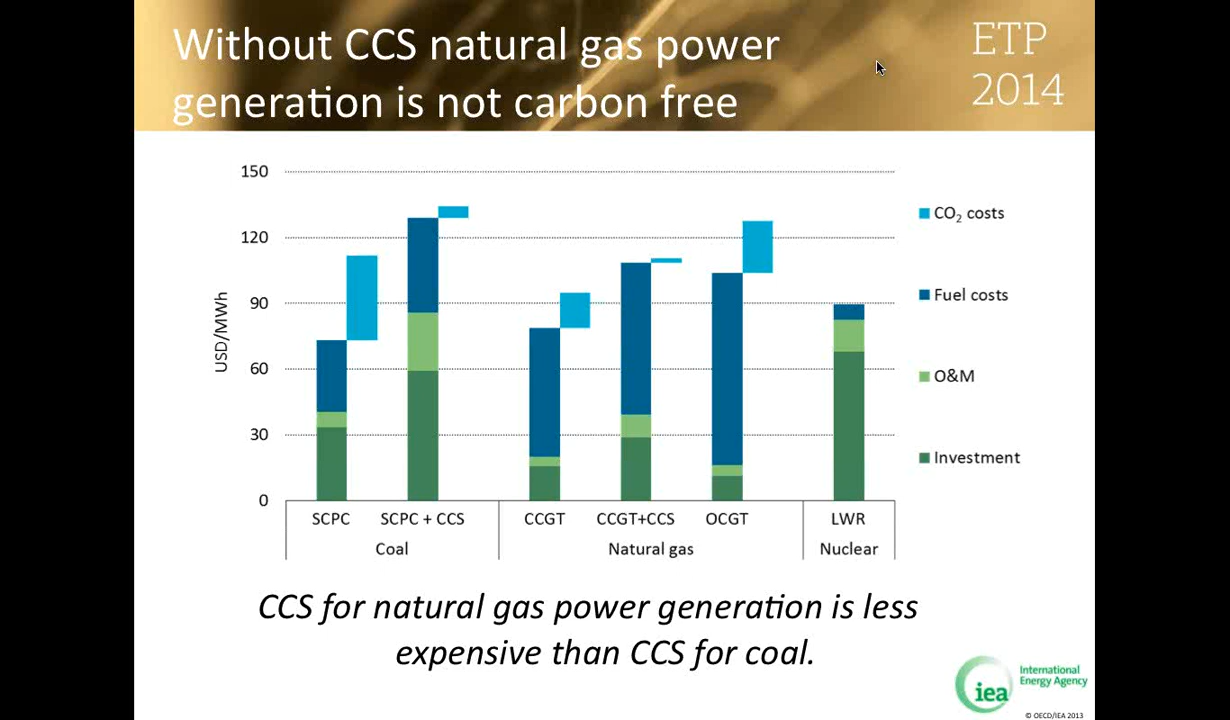 Without CCS natural gas power
generation is not carbon free
ETP
2014
150
120
90
60
30
0
USD/MWh
CO₂ costs
Fuel costs
O&M
Investment
SCPC
SCPC + CCS
CCGT
CCGT+CCS
OCGT
LWR
Coal
Natural gas
Nuclear
CCS for natural gas power generation is less
expensive than CCS for coal.
iea
International
Energy Agency
© OECD/IEA 2013